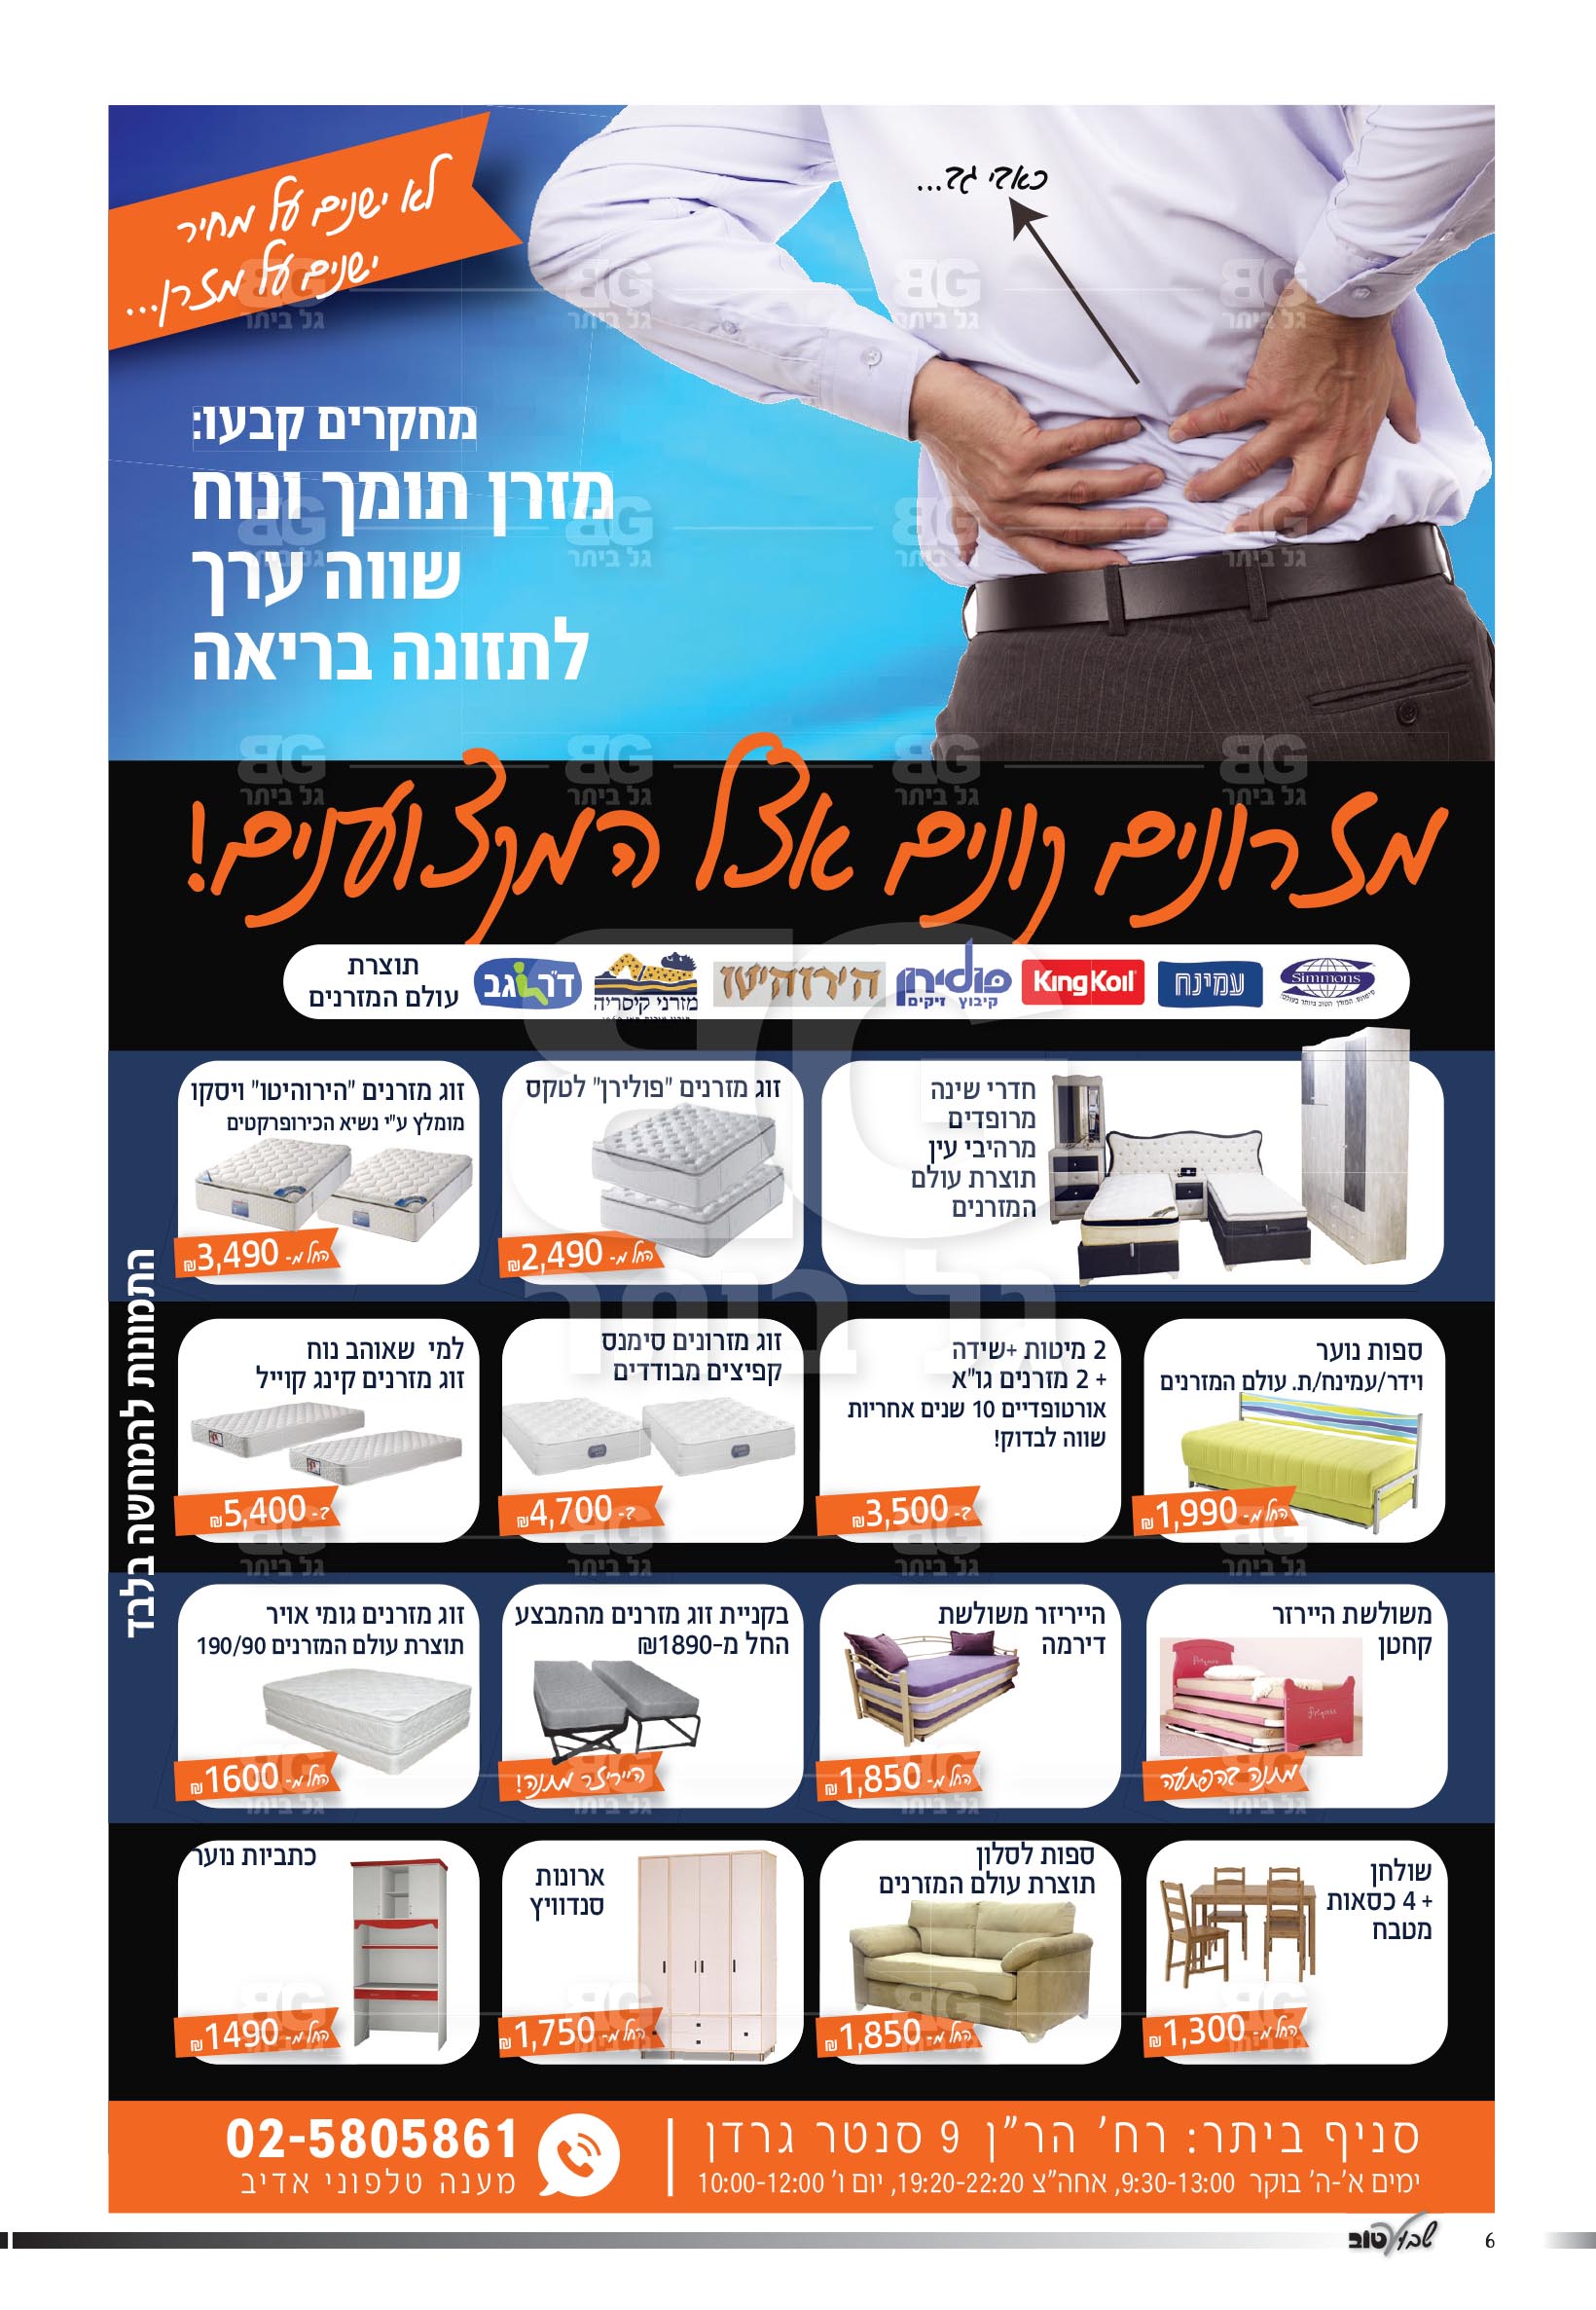 לא ישנים על מחיר
ישנים על מזרן...
כאבי גב...
מחקרים קבעו:
מזרן תומך ונוח
שווה ערך
לתזונה בריאה
מזרונים קונים אצל המקצוענים!
Simmons
עמינח
KingKoil
פולירן
קיבוץ זיקים
הירוהיטו
מזרני קיסריה
ד"ר גב
תוצרת
עולם המזרנים
חדרי שינה
מרופדים
מרהיבי עין
תוצרת עולם
המזרנים
זוג מזרנים "פולירן" לטקס
החל מ- 2,490₪
זוג מזרנים "הירוהיטו" ויסקו
מומלץ ע"י נשיא הכירופרקטים
החל מ- 3,490₪
ספות נוער
וידר/עמינח/ת. עולם המזרנים
החל מ- 1,990₪
2 מיטות +שידה
+ 2 מזרנים גו"א
אורטופדיים 10 שנים אחריות
שווה לבדוק!
ב- 3,500₪
זוג מזרונים סימנס
קפיצים מבודדים
ב- 4,700₪
למי שאוהב נוח
זוג מזרנים קינג קוייל
ב- 5,400₪
משולשת היירזר
קחטן
מתנה בהפתעה
הייריזר משולשת
דירמה
החל מ- 1,850₪
בקניית זוג מזרנים מהמבצע
החל מ-1890₪
הייריזר מתנה!
זוג מזרנים גומי אויר
תוצרת עולם המזרנים 190/90
החל מ- 1600₪
שולחן
+ 4 כסאות
מטבח
החל מ- 1,300₪
ספות לסלון
תוצרת עולם המזרנים
החל מ- 1,850₪
ארונות
סנדוויץ
החל מ- 1,750₪
כתביות נוער
החל מ- 1490₪
התמונות להמחשה בלבד
סניף ביתר: רח' הר"ן 9 סנטר גרדן
ימים א'-ה' בוקר 9:30-13:00, אחה"צ 19:20-22:20, יום ו' 10:00-12:00
02-5805861
מענה טלפוני אדיב
שבוע טוב
6
BG
גל ביתר